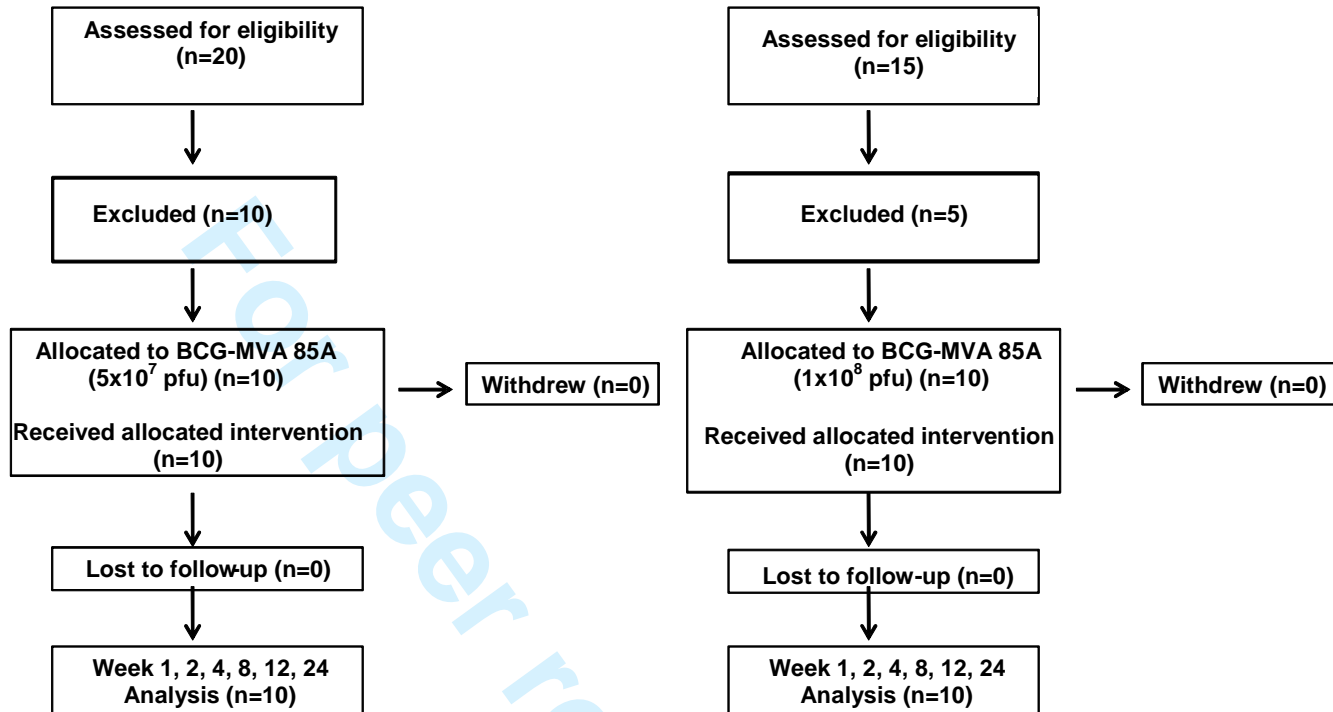 Assessed for eligibility
(n=20)
Excluded (n=10)
Allocated to BCG-MVA 85A
(5x10⁷ pfu) (n=10)
Received allocated intervention
(n=10)
Withdrew (n=0)
Lost to follow-up (n=0)
Week 1, 2, 4, 8, 12, 24
Analysis (n=10)
Assessed for eligibility
(n=15)
Excluded (n=5)
Allocated to BCG-MVA 85A
(1x10⁸ pfu) (n=10)
Received allocated intervention
(n=10)
Withdrew (n=0)
Lost to follow-up (n=0)
Week 1, 2, 4, 8, 12, 24
Analysis (n=10)
For peer re